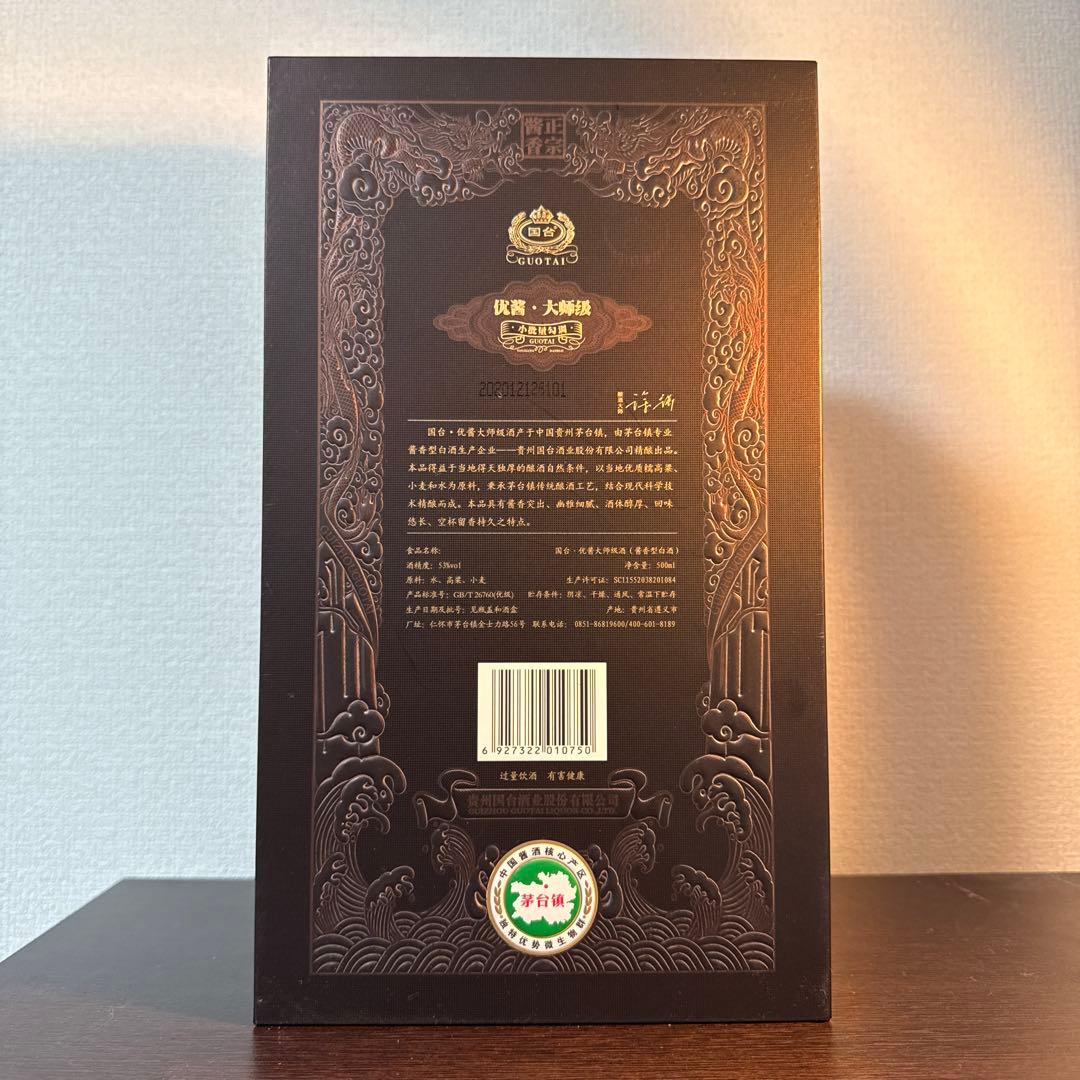 酱正
香宗
国台
GUOTAI
优酱·大师级
·小批量勾调·
GUOTAI
202012126101
酿酒大师
国台·优酱大师级酒产于中国贵州茅台镇,由茅台镇专业
酱香型白酒生产企业——贵州国台酒业股份有限公司精酿出品。
本品得益于当地得天独厚的酿酒自然条件,以当地优质糯高粱、
小麦和水为原料,秉承茅台镇传统酿酒工艺,结合现代科学技
术精酿而成。本品具有酱香突出、幽雅细腻、酒体醇厚、回味
悠长、空杯留香持久之特点。
食品名称: 国台·优酱大师级酒(酱香型白酒)
酒精度: 53%vol 净含量: 500ml
原料: 水、高粱、小麦 生产许可证: SC11552038201084
产品标准号: GB/T 26760(优级) 贮存条件: 阴凉、干燥、通风、常温下贮存
生产日期及批号: 见瓶盖和酒盒 产地: 贵州省遵义市
厂址: 仁怀市茅台镇金士力路56号 联系电话: 0851-86819600/400-601-8189
6 927322 010750
过量饮酒 有害健康
贵州国台酒业股份有限公司
GUIZHOU GUOTAI LIQUOR CO.,LTD.
中国酱酒核心产区
茅台镇
独特优势微生物群